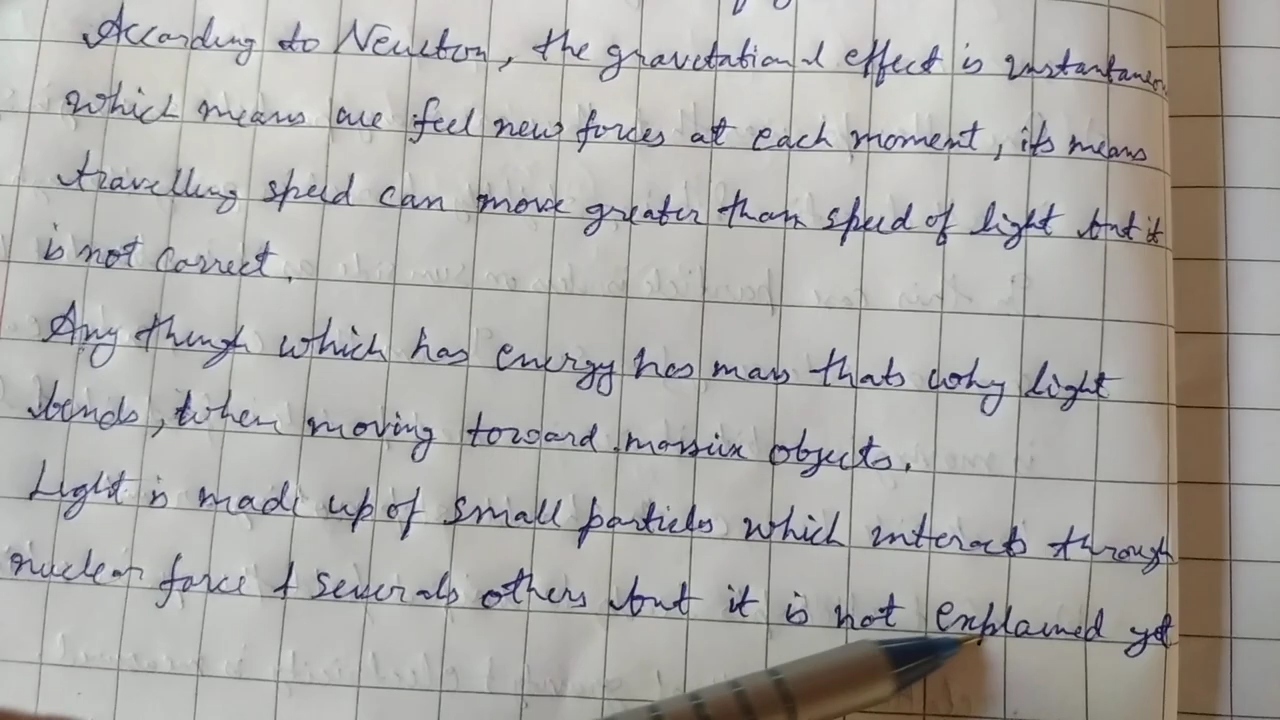 According to Newton, the gravitational effect is instantaneou
which means we feel new forces at each moment, its means
travelling speed can move greater than speed of light but it
is not correct.
Any though which has energy has mass thats why light
bends, when moving toward massive objects.
Light is made up of small particles which interacts through
nuclear force & severals others but it is not explained yet